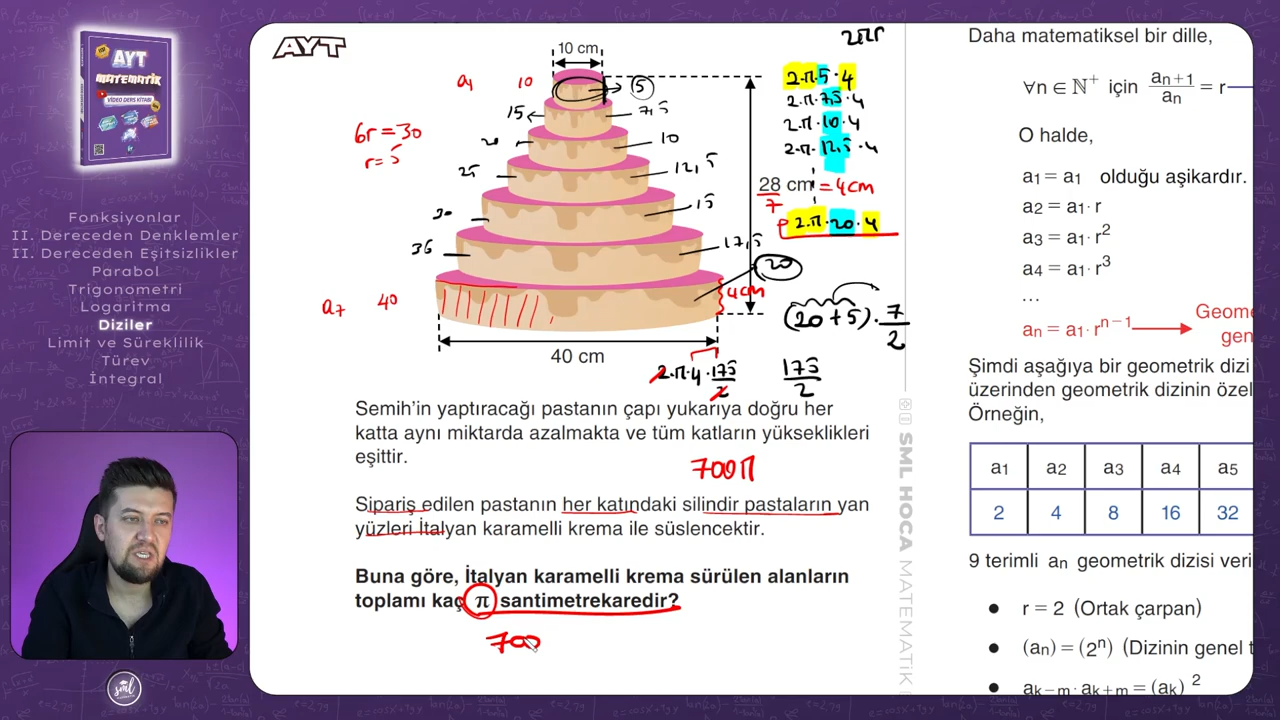 AYT
MATEMATİK
VİDEO DERS KİTABI
Fonksiyonlar
II. Dereceden Denklemler
II. Dereceden Eşitsizlikler
Parabol
Trigonometri
Logaritma
Diziler
Limit ve Süreklilik
Türev
İntegral
sml
AYT
10 cm
2πr
a₁ 10
5
15
7,5
20
10
25
12,5
30
15
36
17,5
20
a₇ 40
4cm
40 cm
6r = 30
r = 5
28 cm = 4cm
7
2.π.5.4
2.π.7,5.4
2.π.10.4
2.π.12,5.4
2.π.20.4
(20+5).7/2
2.π.4.175/2
175/2
Semih'in yaptıracağı pastanın çapı yukarıya doğru her
katta aynı miktarda azalmakta ve tüm katların yükseklikleri
eşittir.
700π
Sipariş edilen pastanın her katındaki silindir pastaların yan
yüzleri İtalyan karamelli krema ile süslencektir.
Buna göre, İtalyan karamelli krema sürülen alanların
toplamı kaç π santimetrekaredir?
700
SML HOCA MATEMATİK
Daha matematiksel bir dille,
∀n ∈ ℕ⁺ için aₙ₊₁/aₙ = r
O halde,
a₁ = a₁ olduğu aşikardır.
a₂ = a₁· r
a₃ = a₁· r²
a₄ = a₁· r³
...
aₙ = a₁· rⁿ⁻¹ → Geome
gen
Şimdi aşağıya bir geometrik dizi
üzerinden geometrik dizinin özel
Örneğin,
a₁ a₂ a₃ a₄ a₅
2 4 8 16 32
9 terimli aₙ geometrik dizisi veri
● r = 2 (Ortak çarpan)
● (aₙ) = (2ⁿ) (Dizinin genel t
● aₖ₋ₘ· aₖ₊ₘ = (aₖ)²